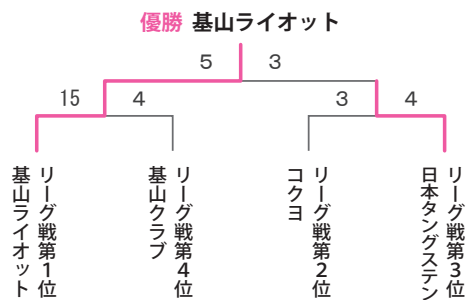 優勝 基山ライオット
5 3
15 4 3 4
リーグ戦第1位
基山ライオット
リーグ戦第4位
基山クラブ
リーグ戦第2位
コクヨ
リーグ戦第3位
日本タングステン